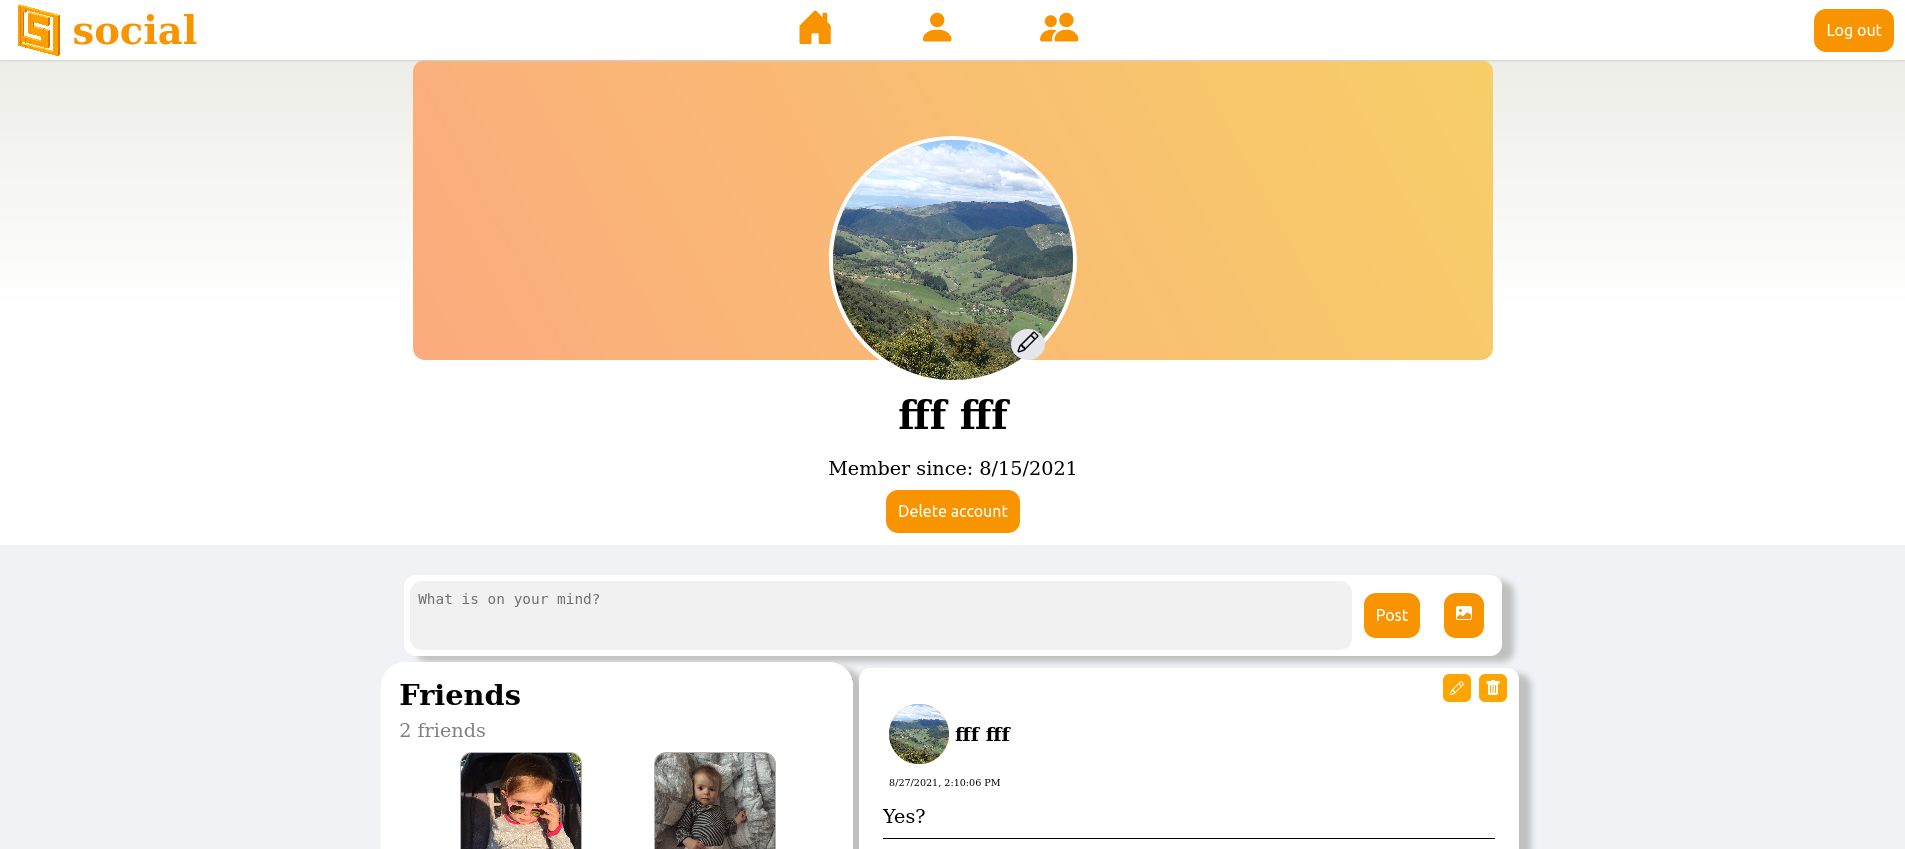 social
Log out
fff fff
Member since: 8/15/2021
Delete account
What is on your mind?
Post
Friends
2 friends
fff fff
8/27/2021, 2:10:06 PM
Yes?